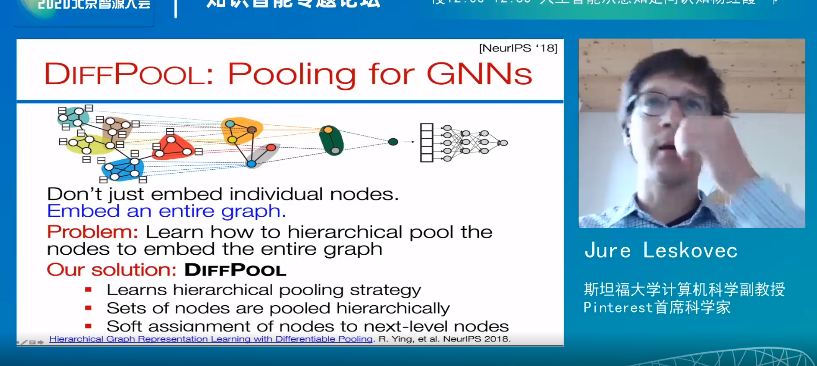 2020北京智源大会
知识智能专题论坛
[NeurIPS ‘18]
DIFFPOOL: Pooling for GNNs
Don't just embed individual nodes.
Embed an entire graph.
Problem: Learn how to hierarchical pool the
nodes to embed the entire graph
Our solution: DIFFPOOL
▪ Learns hierarchical pooling strategy
▪ Sets of nodes are pooled hierarchically
▪ Soft assignment of nodes to next-level nodes
Hierarchical Graph Representation Learning with Differentiable Pooling. R. Ying, et al. NeurIPS 2018.
Jure Leskovec
斯坦福大学计算机科学副教授
Pinterest首席科学家